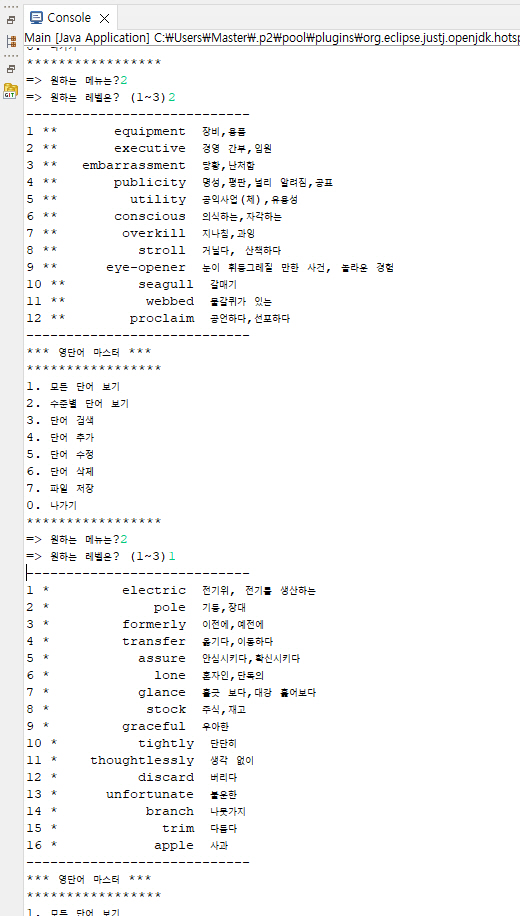 Console
Main [Java Application] C:₩Users₩Master₩.p2₩pool₩plugins₩org.eclipse.justj.openjdk.hotsp
0. 나가기
*****************
=> 원하는 메뉴는?2
=> 원하는 레벨은? (1~3)2
----------------------------
1 ** equipment 장비,용품
2 ** executive 경영 간부,임원
3 ** embarrassment 당황,난처함
4 ** publicity 명성,평판,널리 알려짐,공표
5 ** utility 공익사업(체),유용성
6 ** conscious 의식하는,자각하는
7 ** overkill 지나침,과잉
8 ** stroll 거닐다, 산책하다
9 ** eye-opener 눈이 휘둥그레질 만한 사건, 놀라운 경험
10 ** seagull 갈매기
11 ** webbed 물갈퀴가 있는
12 ** proclaim 공언하다,선포하다
----------------------------
*** 영단어 마스터 ***
*****************
1. 모든 단어 보기
2. 수준별 단어 보기
3. 단어 검색
4. 단어 추가
5. 단어 수정
6. 단어 삭제
7. 파일 저장
0. 나가기
*****************
=> 원하는 메뉴는?2
=> 원하는 레벨은? (1~3)1
----------------------------
1 * electric 전기위, 전기를 생산하는
2 * pole 기둥,장대
3 * formerly 이전에,예전에
4 * transfer 옮기다,이동하다
5 * assure 안심시키다,확신시키다
6 * lone 혼자인,단독의
7 * glance 흘긋 보다,대강 훑어보다
8 * stock 주식,재고
9 * graceful 우아한
10 * tightly 단단히
11 * thoughtlessly 생각 없이
12 * discard 버리다
13 * unfortunate 불운한
14 * branch 나뭇가지
15 * trim 다듬다
16 * apple 사과
----------------------------
*** 영단어 마스터 ***
*****************
1. 모든 단어 보기
GIT